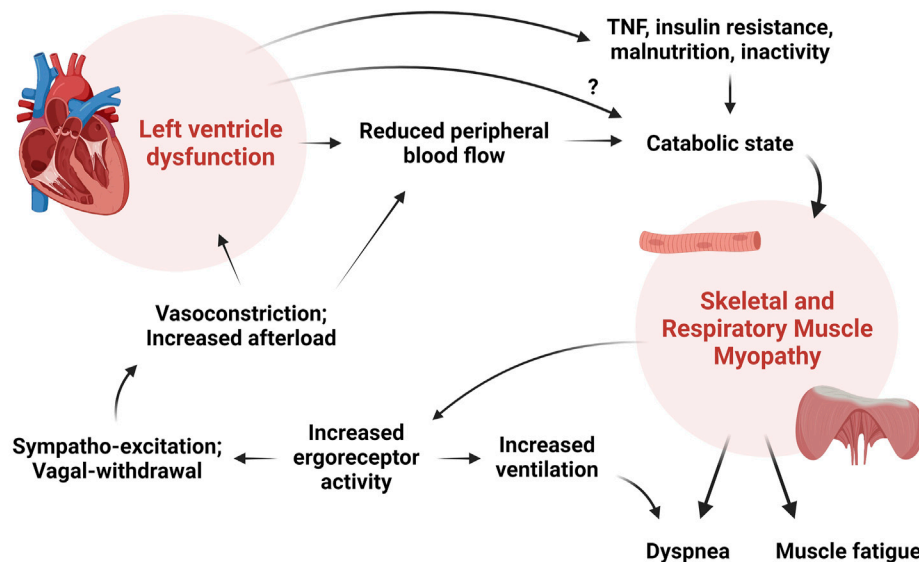 TNF, insulin resistance,
malnutrition, inactivity
?
Left ventricle
dysfunction
Reduced peripheral
blood flow
Catabolic state
Vasoconstriction;
Increased afterload
Skeletal and
Respiratory Muscle
Myopathy
Sympatho-excitation;
Vagal-withdrawal
Increased
ergoreceptor
activity
Increased
ventilation
Dyspnea
Muscle fatigue